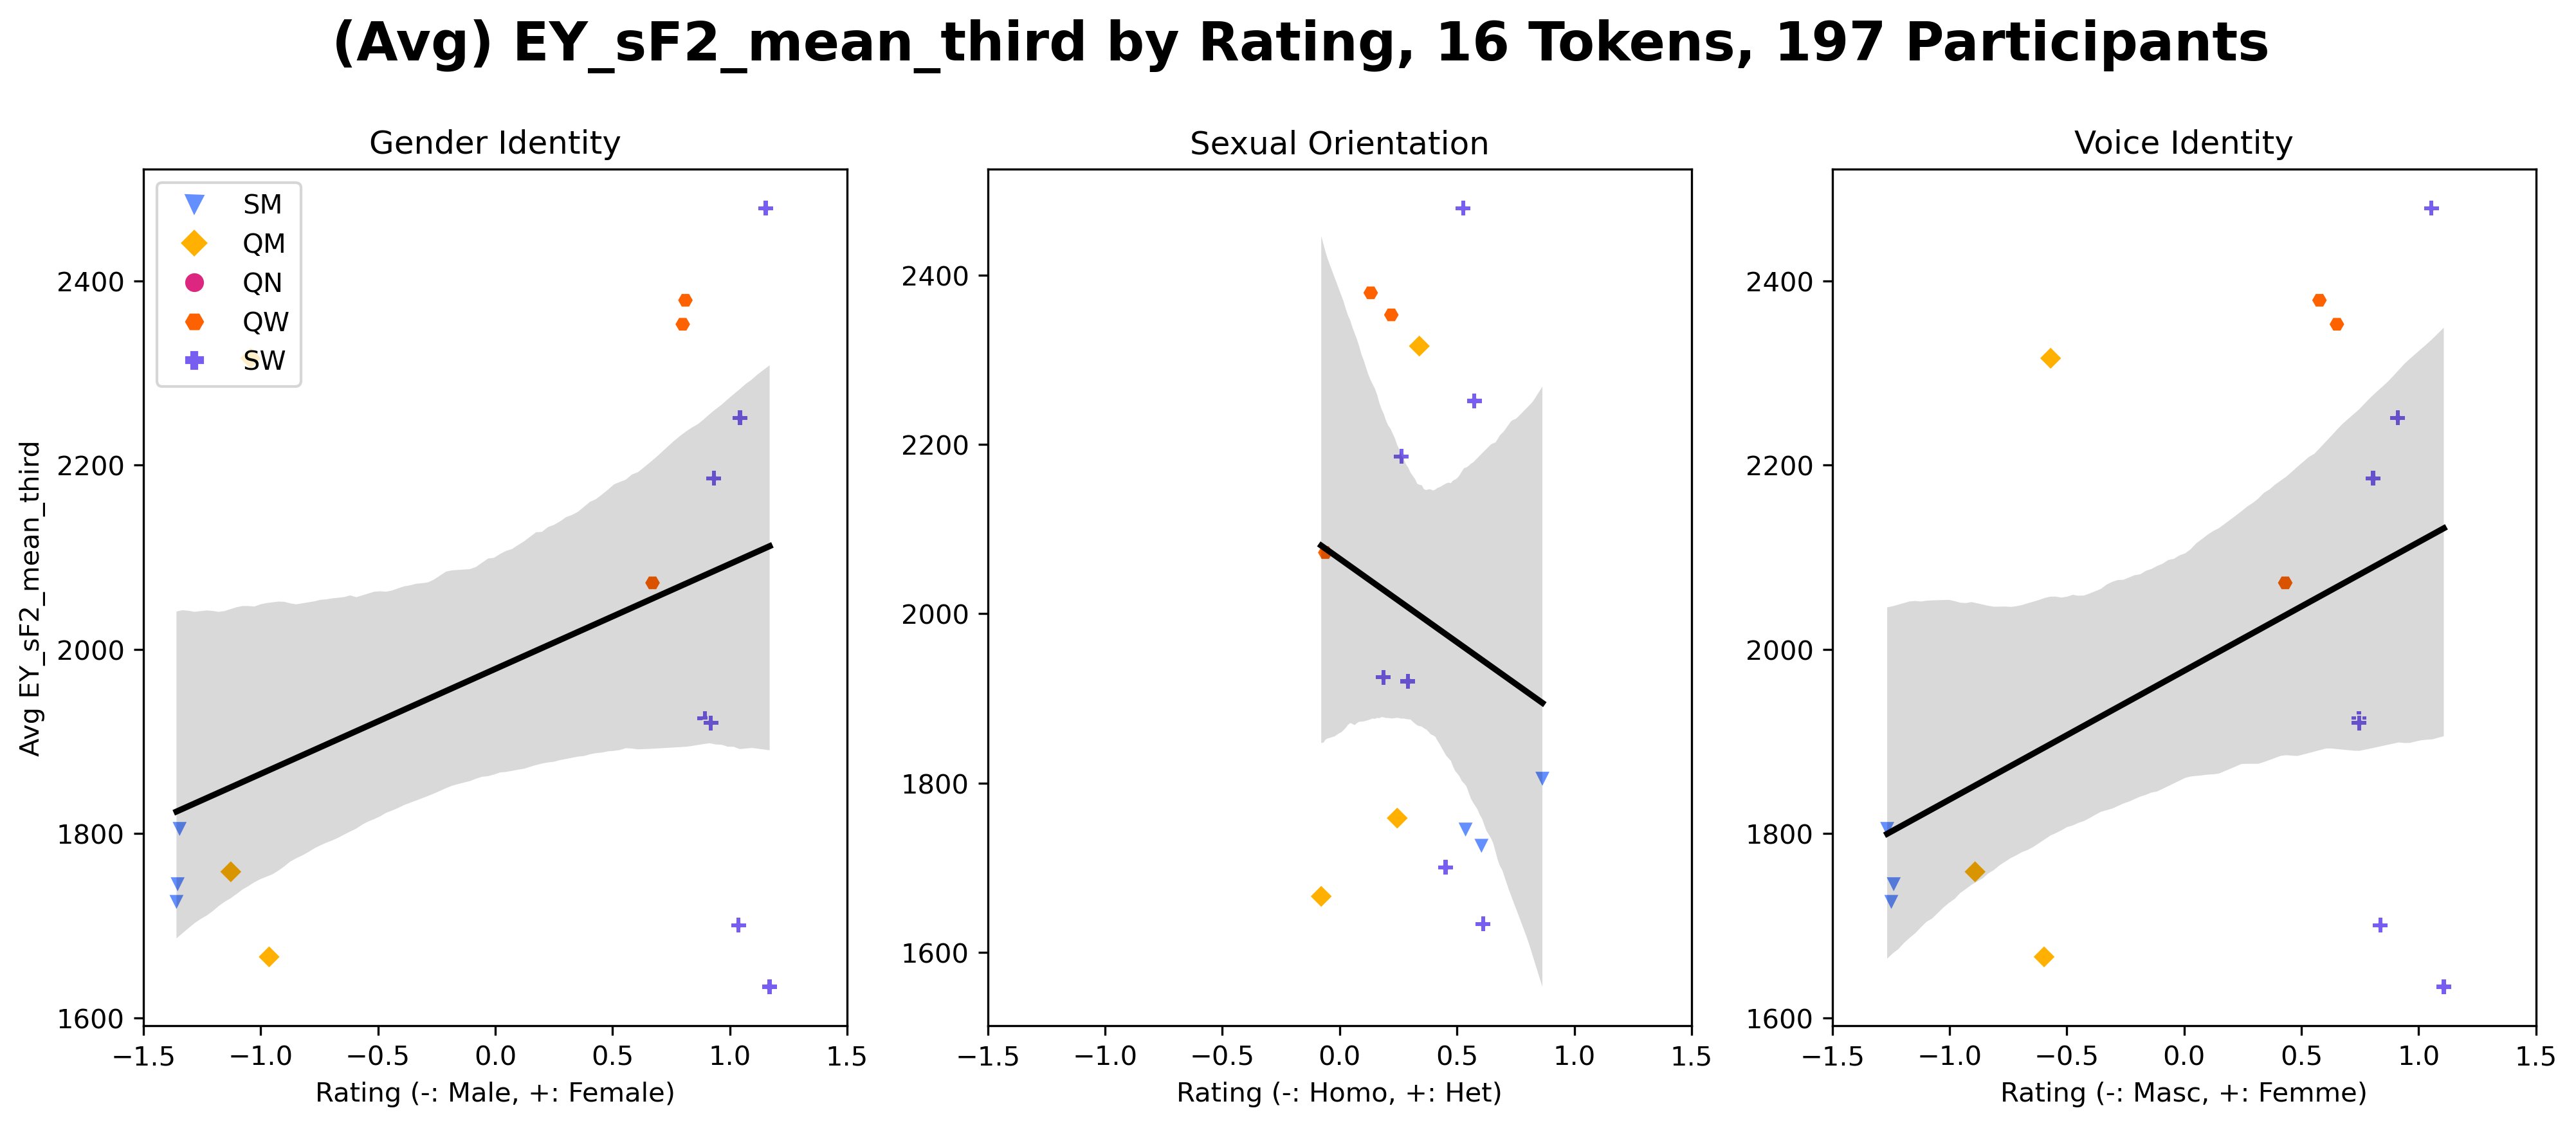 (Avg) EY_sF2_mean_third by Rating, 16 Tokens, 197 Participants
Gender Identity
SM
QM
QN
QW
SW
2400
2200
2000
1800
1600
Avg EY_sF2_mean_third
−1.5 −1.0 −0.5 0.0 0.5 1.0 1.5
Rating (-: Male, +: Female)
Sexual Orientation
2400
2200
2000
1800
1600
−1.5 −1.0 −0.5 0.0 0.5 1.0 1.5
Rating (-: Homo, +: Het)
Voice Identity
2400
2200
2000
1800
1600
−1.5 −1.0 −0.5 0.0 0.5 1.0 1.5
Rating (-: Masc, +: Femme)